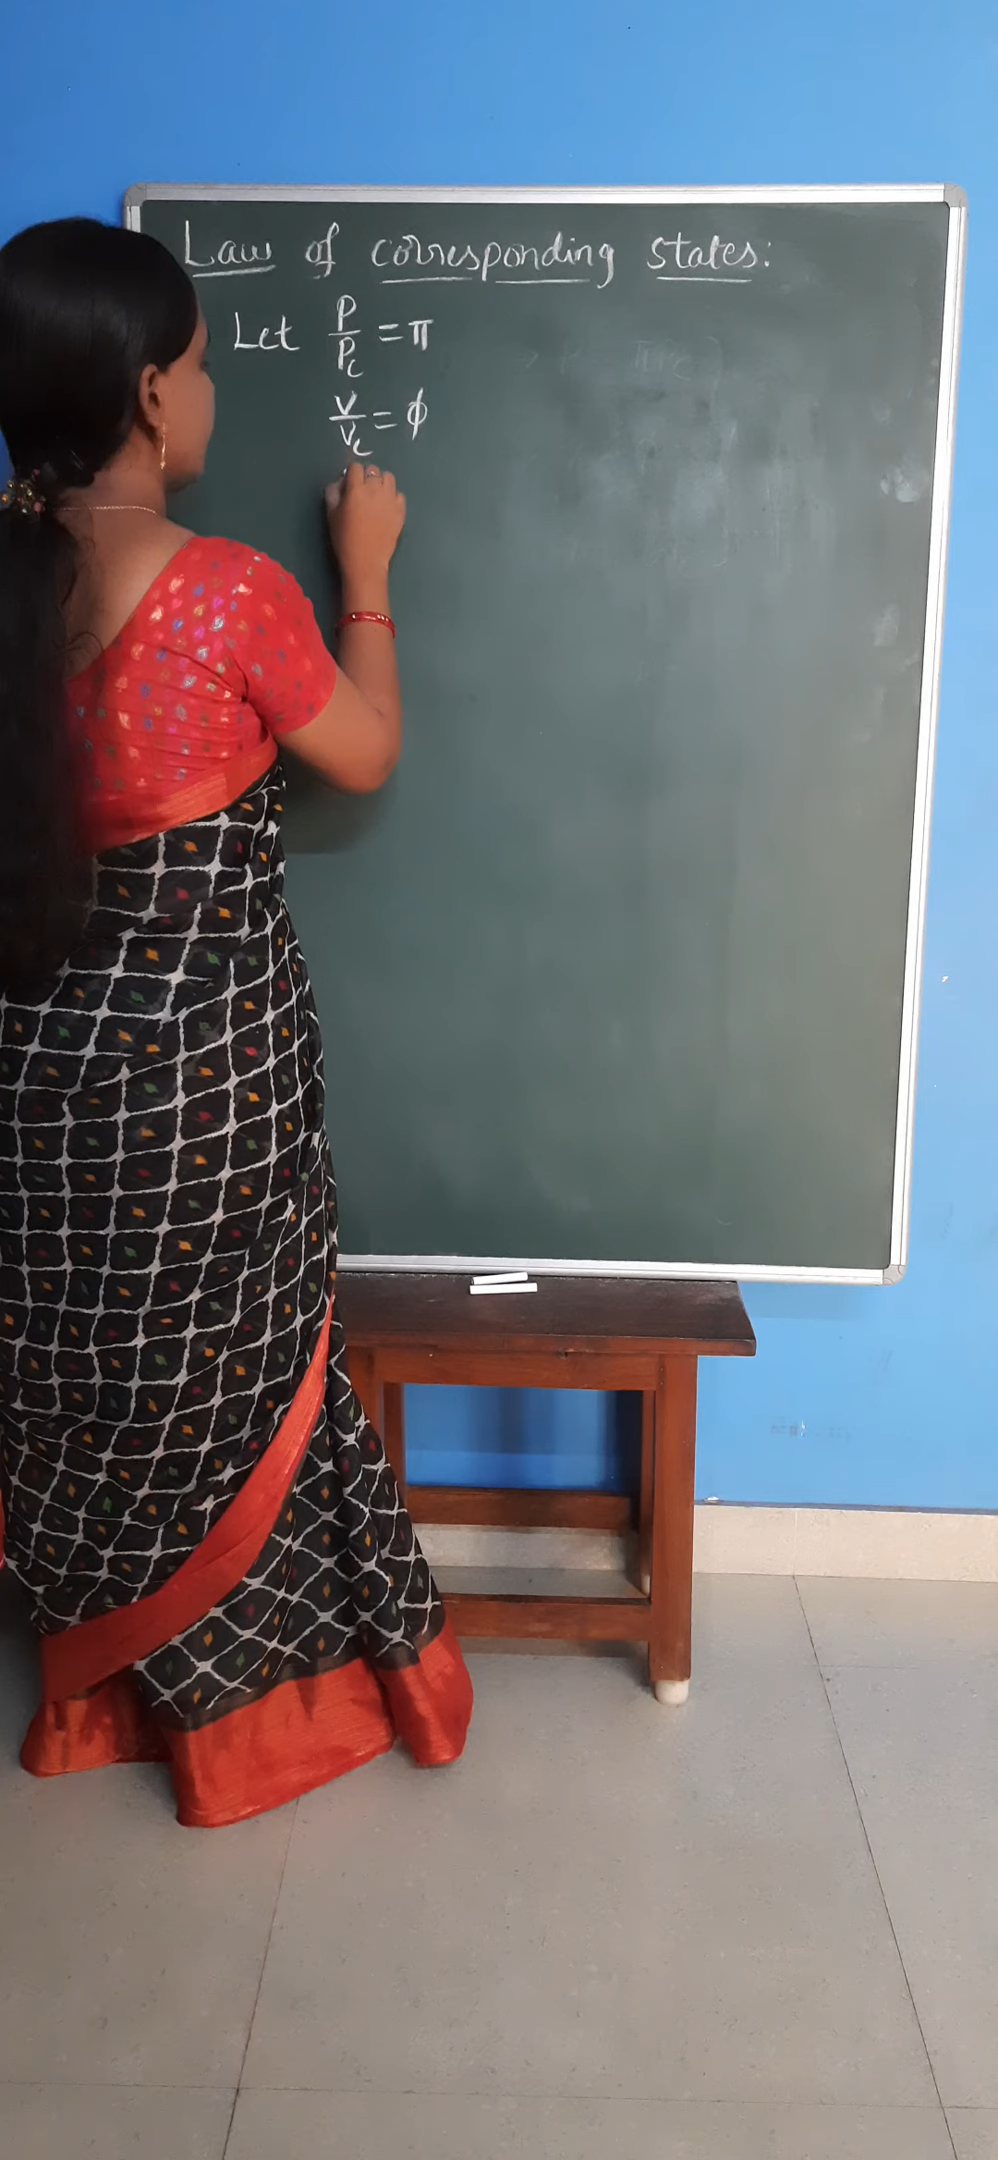 Law of corresponding states:
Let P/Pc = π
V/Vc = ϕ